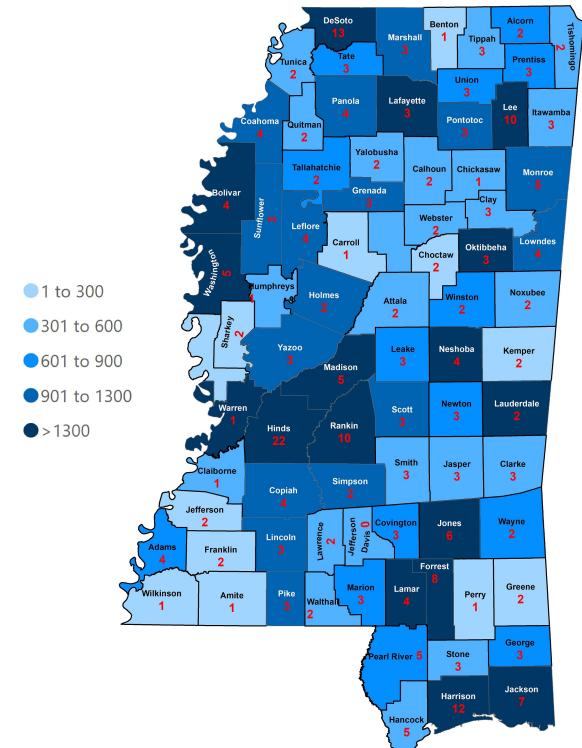 DeSoto
13
Marshall
3
Benton
1
Tippah
3
Alcorn
2
Tishomingo
2
Tunica
2
Tate
3
Prentiss
3
Union
3
Panola
4
Lafayette
3
Lee
10
Itawamba
3
Pontotoc
3
Coahoma
4
Quitman
2
Yalobusha
2
Tallahatchie
2
Calhoun
2
Chickasaw
1
Monroe
Bolivar
4
Sunflower
Grenada
Clay
3
Leflore
4
Webster
2
Carroll
1
Choctaw
2
Oktibbeha
3
Lowndes
4
Washington
5
Humphreys
Holmes
2
Attala
2
Winston
2
Noxubee
2
1 to 300
301 to 600
601 to 900
901 to 1300
>1300
Sharkey
2
Yazoo
3
Madison
5
Leake
3
Neshoba
4
Kemper
2
Warren
1
Hinds
22
Rankin
10
Scott
3
Newton
3
Lauderdale
2
Claiborne
1
Smith
3
Jasper
3
Clarke
3
Copiah
4
Simpson
2
Jefferson
2
Adams
4
Franklin
2
Lincoln
3
Lawrence
2
Jefferson
Davis
0
Covington
3
Jones
6
Wayne
2
Wilkinson
1
Amite
1
Pike
3
Walthall
2
Marion
3
Lamar
4
Forrest
8
Perry
1
Greene
2
Pearl River
5
Stone
3
George
3
Hancock
5
Harrison
12
Jackson
7